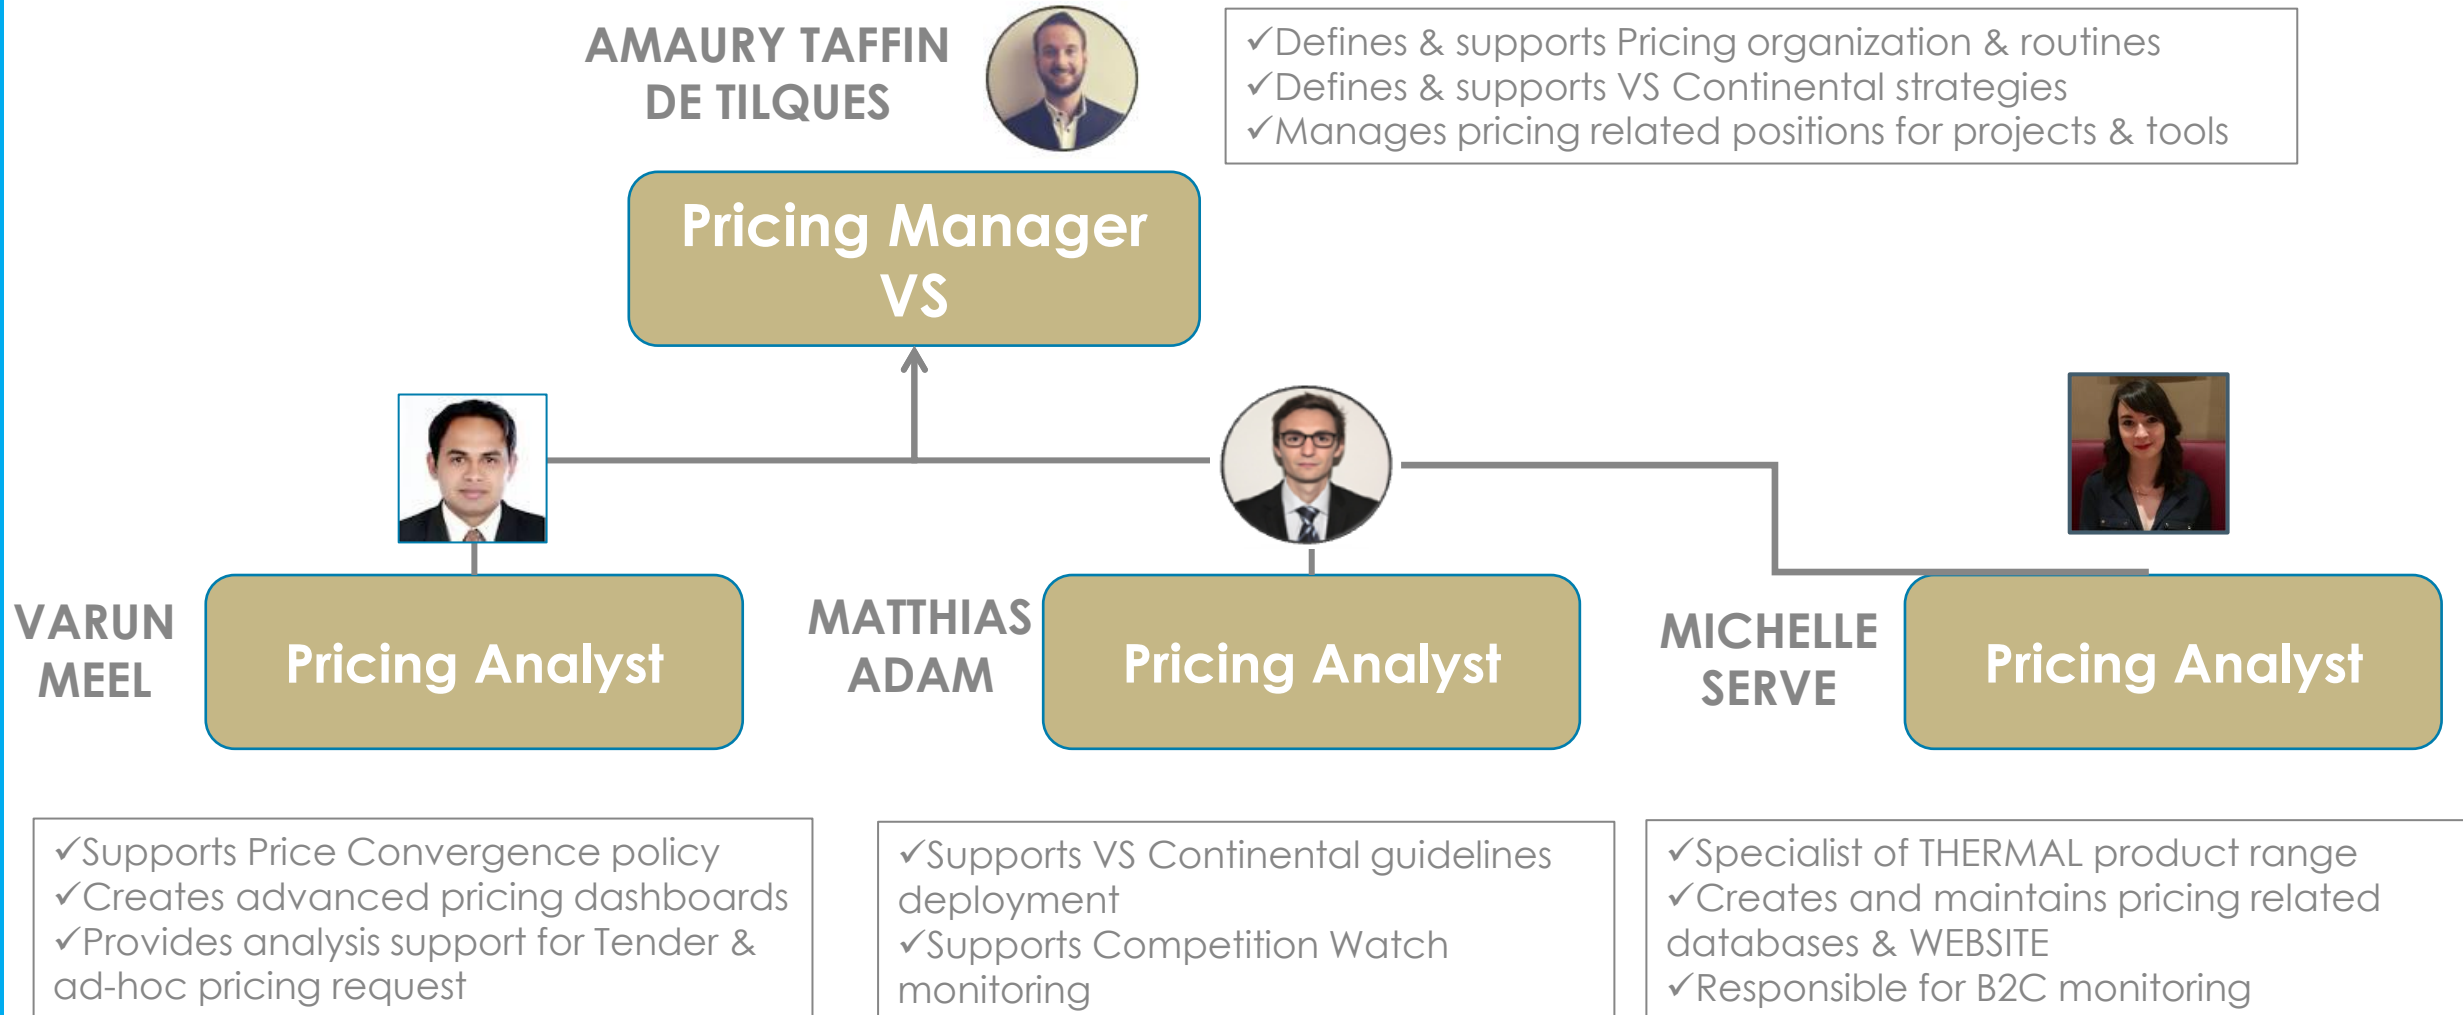 AMAURY TAFFIN
DE TILQUES
✓Defines & supports Pricing organization & routines
✓Defines & supports VS Continental strategies
✓Manages pricing related positions for projects & tools
Pricing Manager
VS
VARUN
MEEL
Pricing Analyst
MATTHIAS
ADAM
Pricing Analyst
MICHELLE
SERVE
Pricing Analyst
✓Supports Price Convergence policy
✓Creates advanced pricing dashboards
✓Provides analysis support for Tender &
ad-hoc pricing request
✓Supports VS Continental guidelines
deployment
✓Supports Competition Watch
monitoring
✓Specialist of THERMAL product range
✓Creates and maintains pricing related
databases & WEBSITE
✓Responsible for B2C monitoring